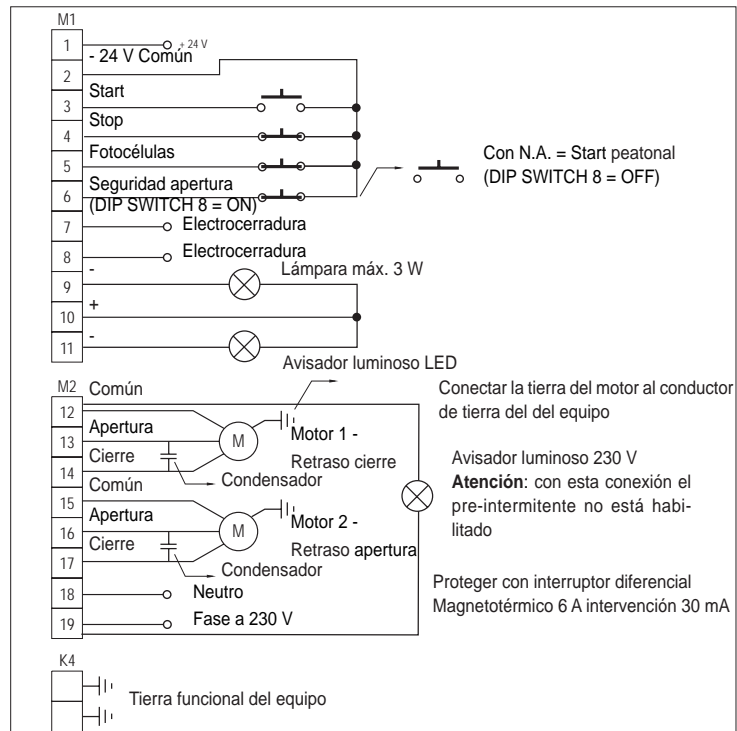 M1
1
+ 24 V
- 24 V Común
2
Start
3
Stop
4
Fotocélulas
5
Con N.A. = Start peatonal
(DIP SWITCH 8 = OFF)
Seguridad apertura
6
(DIP SWITCH 8 = ON)
7
Electrocerradura
8
Electrocerradura
Lámpara máx. 3 W
-
9
+
10
-
11
Avisador luminoso LED
M2
Común
12
Apertura
13
Cierre
14
M
Motor 1 -
Retraso cierre
Condensador
Común
15
Apertura
16
Cierre
17
M
Motor 2 -
Retraso apertura
Condensador
18
Neutro
19
Fase a 230 V
Conectar la tierra del motor al conductor
de tierra del del equipo
Avisador luminoso 230 V
Atención: con esta conexión el
pre-intermitente no está habi-
litado
Proteger con interruptor diferencial
Magnetotérmico 6 A intervención 30 mA
K4
Tierra funcional del equipo